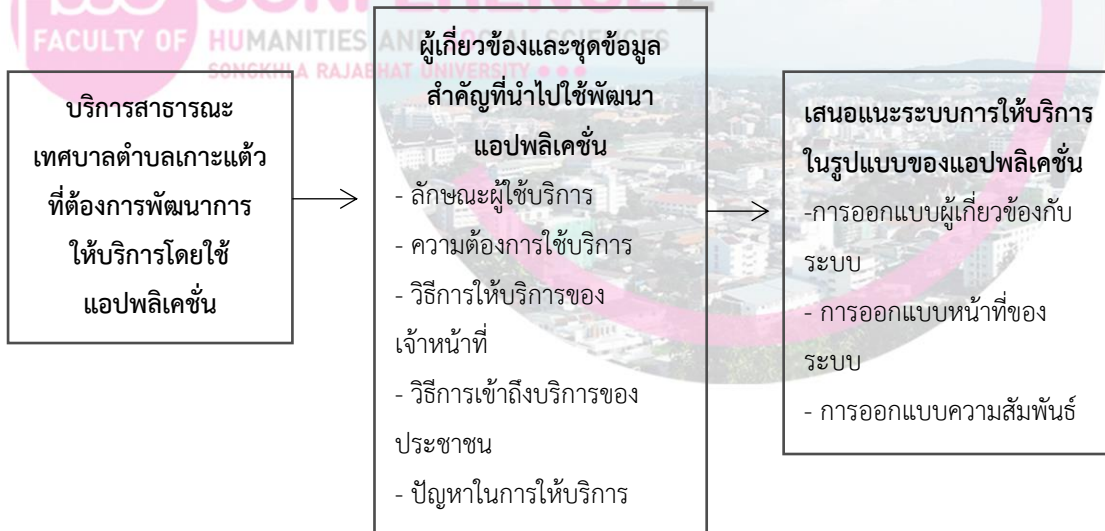 CONFERENCE 2
FACULTY OF HUMANITIES AND SOCIAL SCIENCES
SONGKHLA RAJABHAT UNIVERSITY
บริการสาธารณะ
เทศบาลตำบลเกาะแต้ว
ที่ต้องการพัฒนาการ
ให้บริการโดยใช้
แอปพลิเคชั่น
ผู้เกี่ยวข้องและชุดข้อมูล
สำคัญที่นำไปใช้พัฒนา
แอปพลิเคชั่น
- ลักษณะผู้ใช้บริการ
- ความต้องการใช้บริการ
- วิธีการให้บริการของ
เจ้าหน้าที่
- วิธีการเข้าถึงบริการของ
ประชาชน
- ปัญหาในการให้บริการ
เสนอแนะระบบการให้บริการ
ในรูปแบบของแอปพลิเคชั่น
-การออกแบบผู้เกี่ยวข้องกับ
ระบบ
- การออกแบบหน้าที่ของ
ระบบ
- การออกแบบความสัมพันธ์